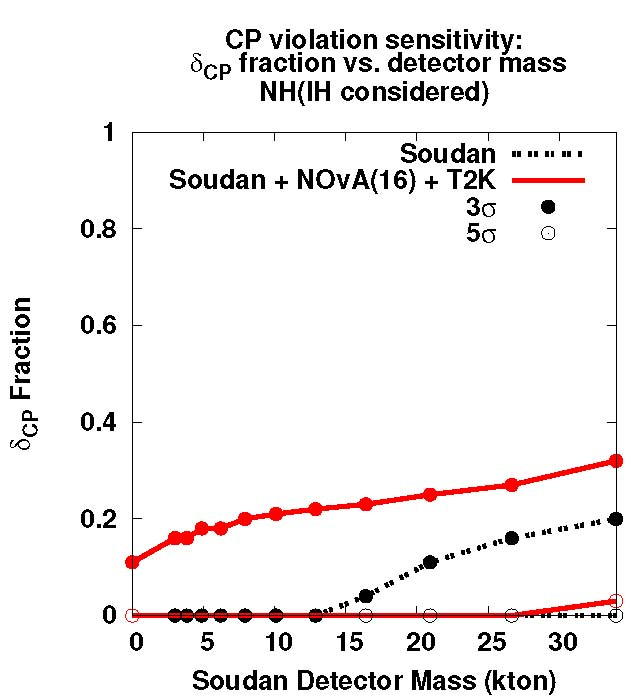 CP violation sensitivity:
δCP fraction vs. detector mass
NH(IH considered)
1
Soudan
Soudan + NOvA(16) + T2K
3σ
5σ
0.8
0.6
0.4
0.2
0
δCP Fraction
0 5 10 15 20 25 30
Soudan Detector Mass (kton)